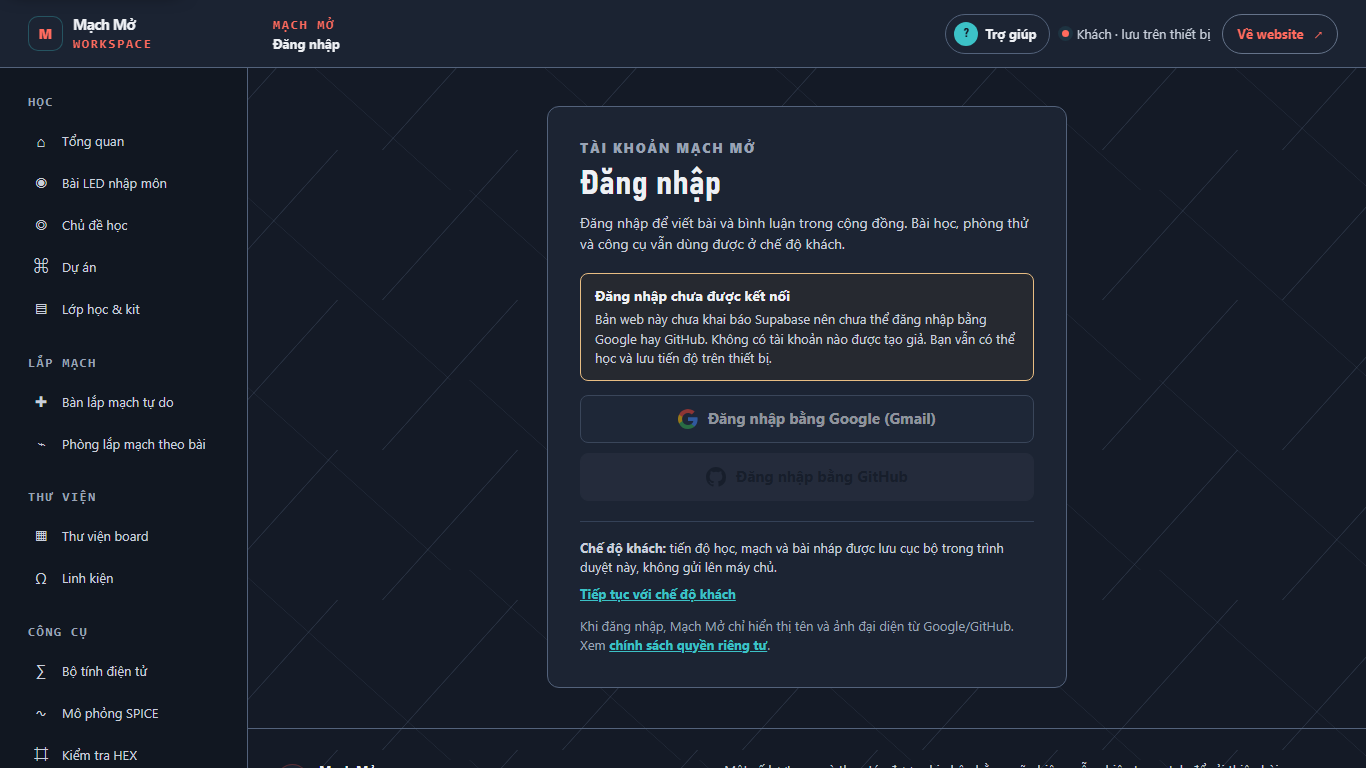 M
Mạch Mở
WORKSPACE
MẠCH MỞ
Đăng nhập
? Trợ giúp
Khách · lưu trên thiết bị
Về website ↗
HỌC
Tổng quan
Bài LED nhập môn
Chủ đề học
Dự án
Lớp học & kit
LẮP MẠCH
Bàn lắp mạch tự do
Phòng lắp mạch theo bài
THƯ VIỆN
Thư viện board
Linh kiện
CÔNG CỤ
Bộ tính điện tử
Mô phỏng SPICE
Kiểm tra HEX
TÀI KHOẢN MẠCH MỞ
Đăng nhập
Đăng nhập để viết bài và bình luận trong cộng đồng. Bài học, phòng thử
và công cụ vẫn dùng được ở chế độ khách.
Đăng nhập chưa được kết nối
Bản web này chưa khai báo Supabase nên chưa thể đăng nhập bằng
Google hay GitHub. Không có tài khoản nào được tạo giả. Bạn vẫn có thể
học và lưu tiến độ trên thiết bị.
Đăng nhập bằng Google (Gmail)
Đăng nhập bằng GitHub
Chế độ khách: tiến độ học, mạch và bài nháp được lưu cục bộ trong trình
duyệt này, không gửi lên máy chủ.
Tiếp tục với chế độ khách
Khi đăng nhập, Mạch Mở chỉ hiển thị tên và ảnh đại diện từ Google/GitHub.
Xem chính sách quyền riêng tư.
Mạch Mở